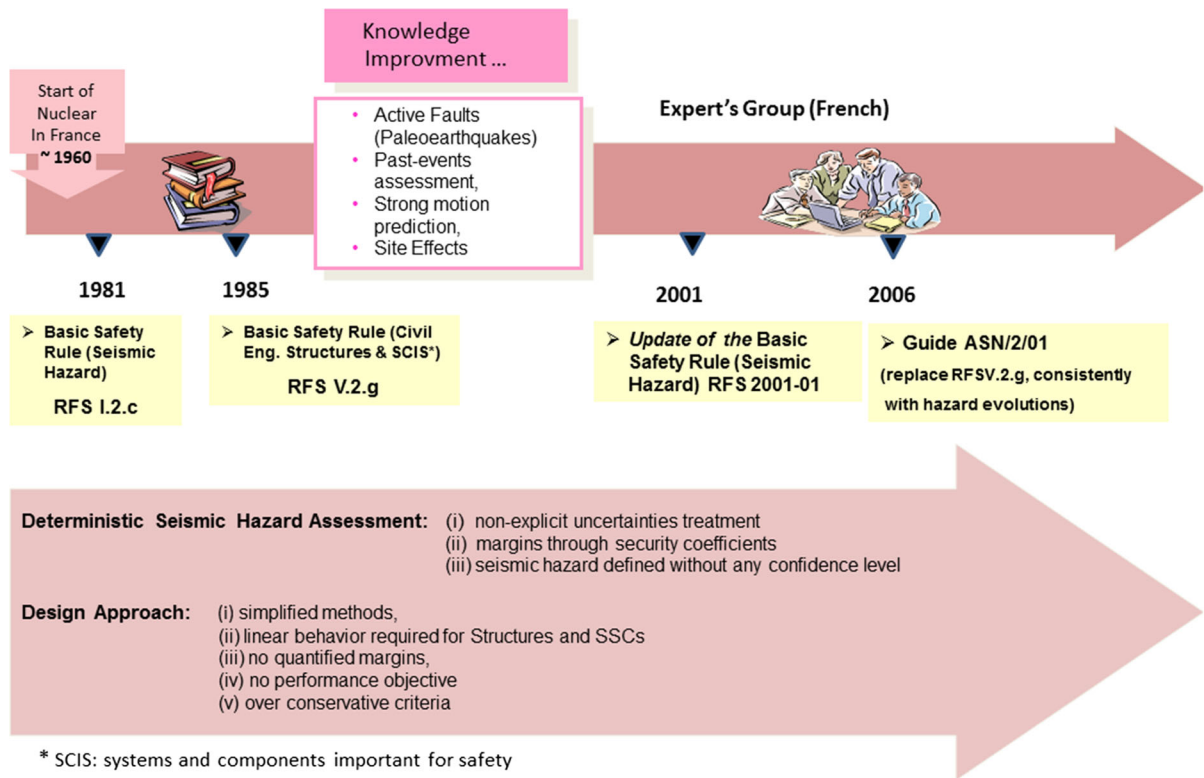 Knowledge
Improvment ...
Start of
Nuclear
In France
~ 1960
• Active Faults
(Paleoearthquakes)
• Past-events
assessment,
• Strong motion
prediction,
• Site Effects
Expert's Group (French)
1981
➢ Basic Safety
Rule (Seismic
Hazard)
RFS I.2.c
1985
➢ Basic Safety Rule (Civil
Eng. Structures & SCIS*)
RFS V.2.g
2001
➢ Update of the Basic
Safety Rule (Seismic
Hazard) RFS 2001-01
2006
➢ Guide ASN/2/01
(replace RFSV.2.g, consistently
with hazard evolutions)
Deterministic Seismic Hazard Assessment: (i) non-explicit uncertainties treatment
(ii) margins through security coefficients
(iii) seismic hazard defined without any confidence level
Design Approach: (i) simplified methods,
(ii) linear behavior required for Structures and SSCs
(iii) no quantified margins,
(iv) no performance objective
(v) over conservative criteria
* SCIS: systems and components important for safety